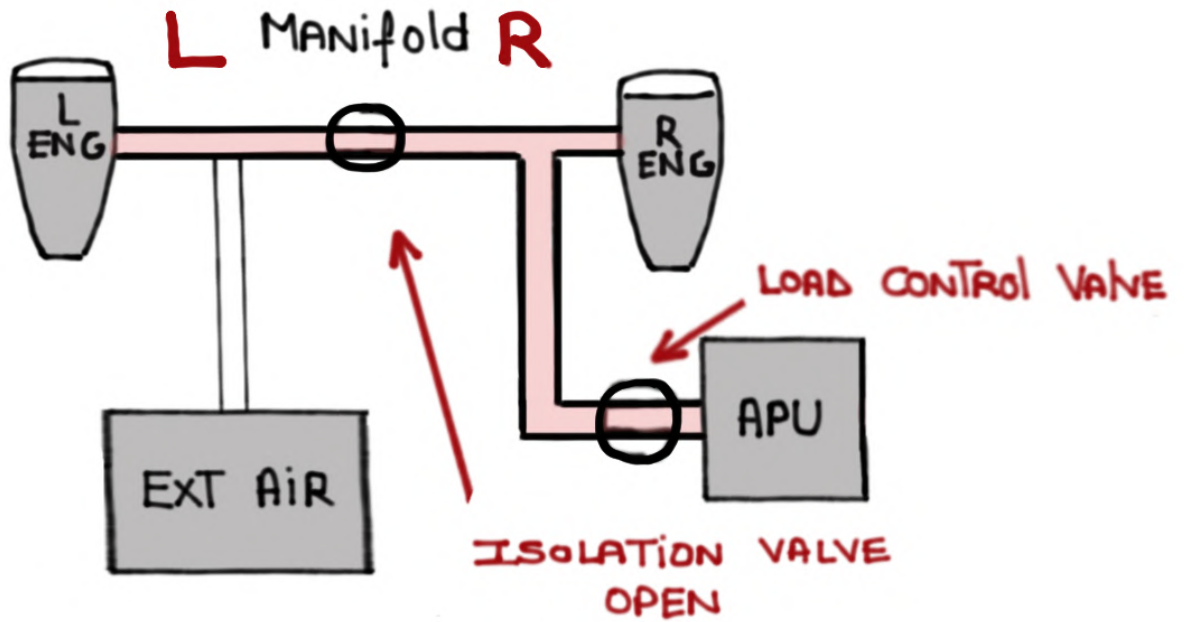 L MANifold R
L
ENG
R
ENG
LOAD CONTROl VALVE
APU
EXT AiR
ISOLATiON VALVE
OPEN